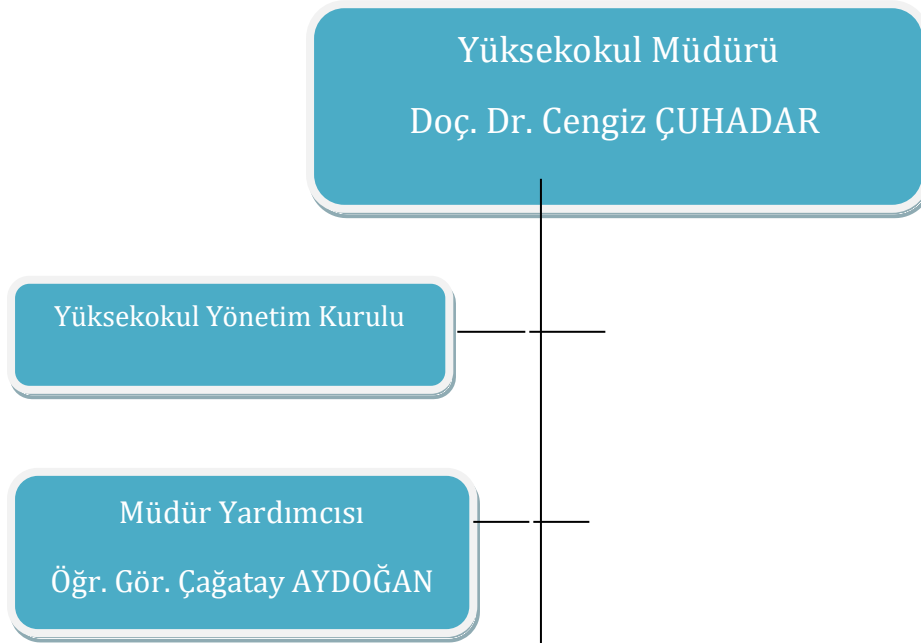 Yüksekokul Müdürü
Doç. Dr. Cengiz ÇUHADAR
Yüksekokul Yönetim Kurulu
Müdür Yardımcısı
Öğr. Gör. Çağatay AYDOĞAN